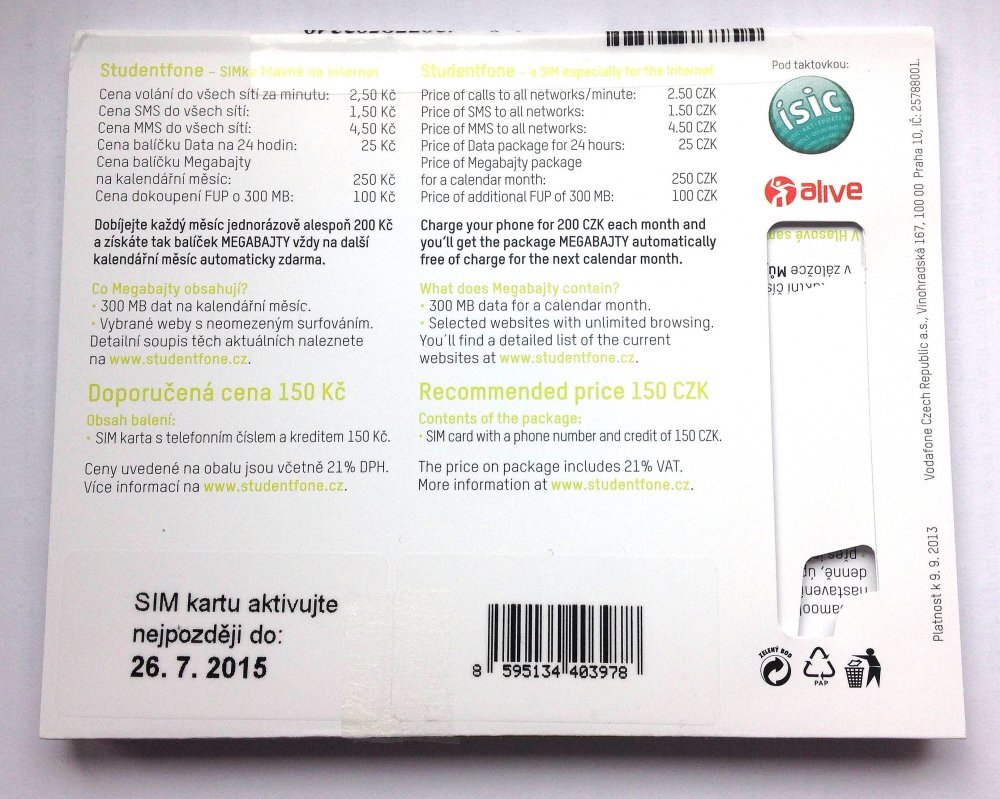 Studentfone – SIMka hlavně na Internet
Cena volání do všech sítí za minutu: 2,50 Kč
Cena SMS do všech sítí: 1,50 Kč
Cena MMS do všech sítí: 4,50 Kč
Cena balíčku Data na 24 hodin: 25 Kč
Cena balíčku Megabajty
na kalendářní měsíc: 250 Kč
Cena dokoupení FUP o 300 MB: 100 Kč
Dobíjejte každý měsíc jednorázově alespoň 200 Kč
a získáte tak balíček MEGABAJTY vždy na další
kalendářní měsíc automaticky zdarma.
Co Megabajty obsahují?
• 300 MB dat na kalendářní měsíc.
• Vybrané weby s neomezeným surfováním.
Detailní soupis těch aktuálních naleznete
na www.studentfone.cz.
Doporučená cena 150 Kč
Obsah balení:
• SIM karta s telefonním číslem a kreditem 150 Kč.
Ceny uvedené na obalu jsou včetně 21% DPH.
Více informací na www.studentfone.cz.
Studentfone – a SIM especially for the Internet
Price of calls to all networks/minute: 2.50 CZK
Price of SMS to all networks: 1.50 CZK
Price of MMS to all networks: 4.50 CZK
Price of Data package for 24 hours: 25 CZK
Price of Megabajty package
for a calendar month: 250 CZK
Price of additional FUP of 300 MB: 100 CZK
Charge your phone for 200 CZK each month and
you'll get the package MEGABAJTY automatically
free of charge for the next calendar month.
What does Megabajty contain?
• 300 MB data for a calendar month.
• Selected websites with unlimited browsing.
You´ll find a detailed list of the current
websites at www.studentfone.cz.
Recommended price 150 CZK
Contents of the package:
• SIM card with a phone number and credit of 150 CZK.
The price on package includes 21% VAT.
More information at www.studentfone.cz.
Pod taktovkou:
isic
alive
V Hlasové
v záložce
denně,
Vodafone Czech Republic a.s., Vinohradská 167, 100 00 Praha 10, IČ: 25788001.
Platnost k 9. 9. 2013
SIM kartu aktivujte
nejpozději do:
26. 7. 2015
8 595134 403978
ZELENÝ BOD
PAP